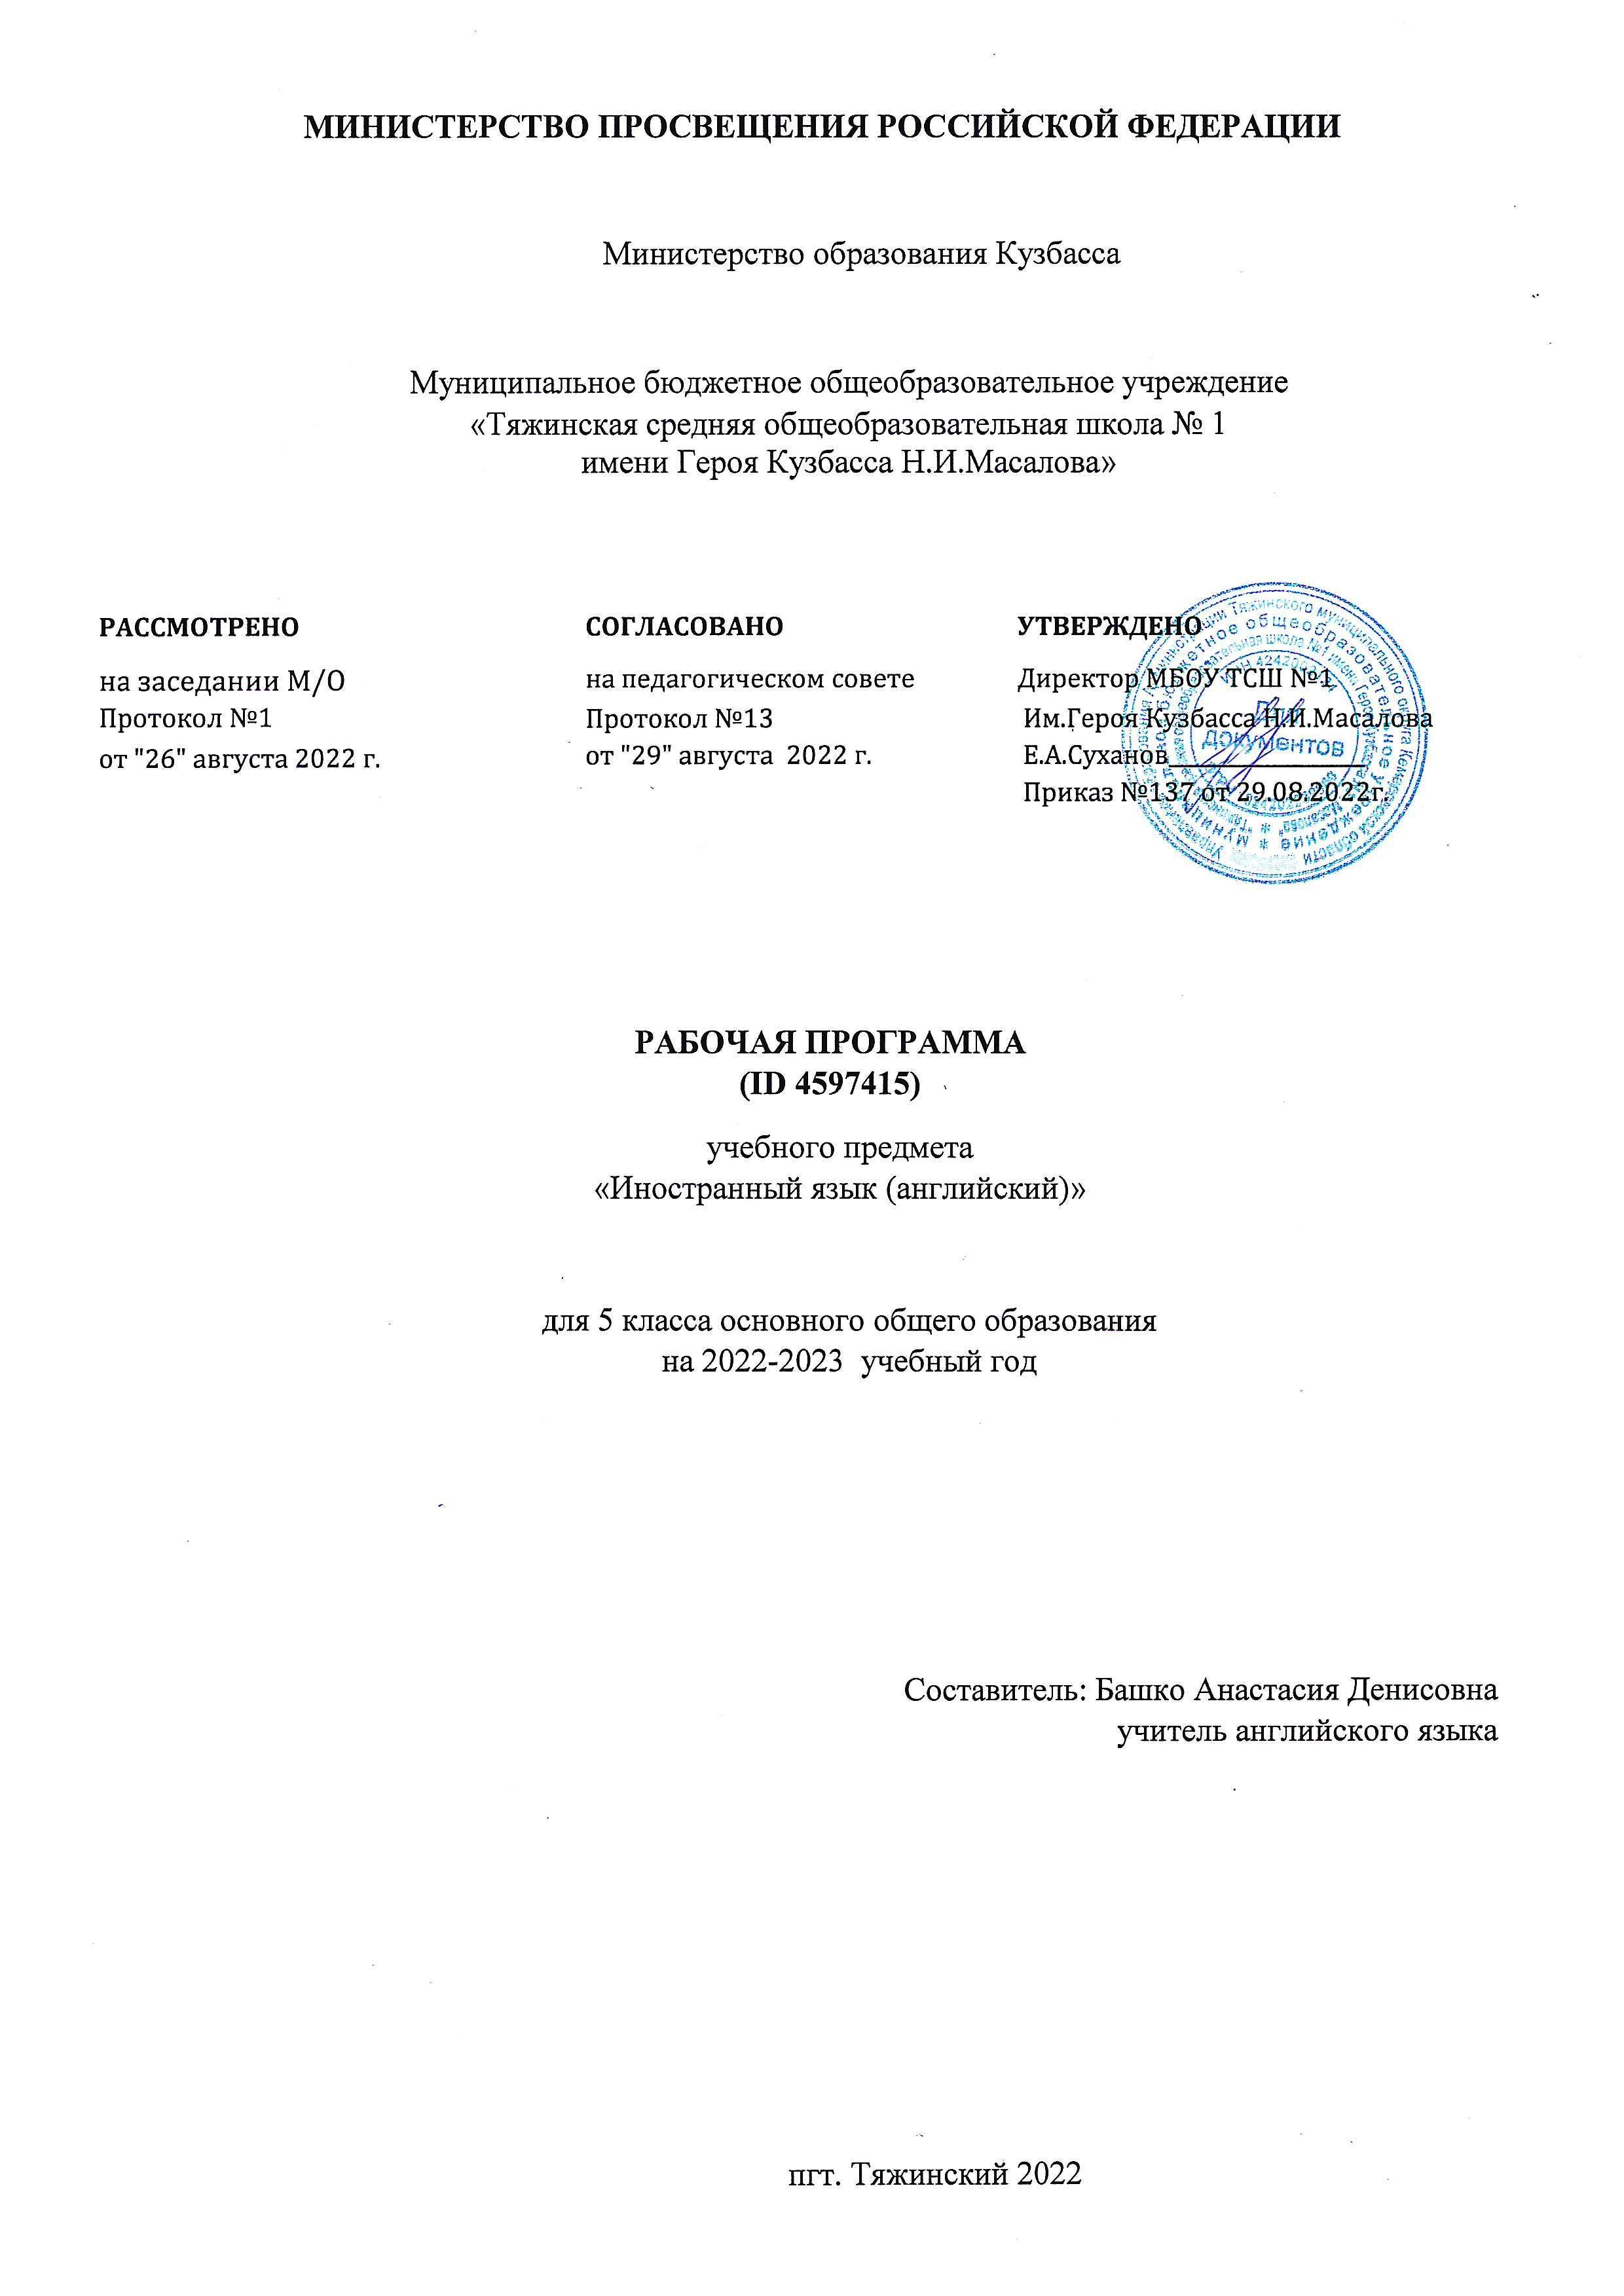 МИНИСТЕРСТВО ПРОСВЕЩЕНИЯ РОССИЙСКОЙ ФЕДЕРАЦИИ
Министерство образования Кузбасса
Муниципальное бюджетное общеобразовательное учреждение
«Тяжинская средняя общеобразовательная школа № 1
имени Героя Кузбасса Н.И.Масалова»
РАССМОТРЕНО
на заседании М/О
Протокол №1
от "26" августа 2022 г.
СОГЛАСОВАНО
на педагогическом совете
Протокол №13
от "29" августа  2022 г.
УТВЕРЖДЕНО
Директор МБОУ ТСШ №1
Им.Героя Кузбасса Н.И.Масалова
Е.А.Суханов______________
Приказ №137 от 29.08.2022г.
Для
документов
РАБОЧАЯ ПРОГРАММА
(ID 4597415)
учебного предмета
«Иностранный язык (английский)»
для 5 класса основного общего образования
на 2022-2023  учебный год
Составитель: Башко Анастасия Денисовна
учитель английского языка
пгт. Тяжинский 2022